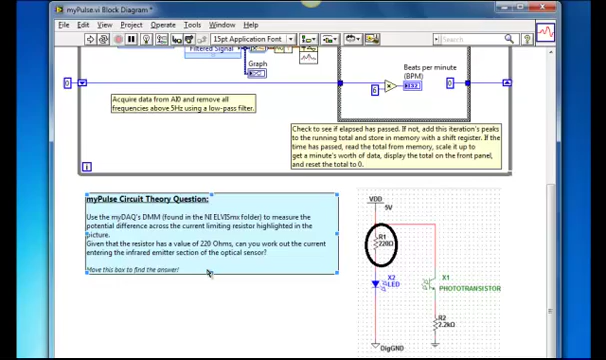 myPulse.vi Block Diagram *
File Edit View Project Operate Tools Window Help
15pt Application Font
Search
Filtered Signal
Graph
Beats per minute
(BPM)
0
6
I32
0
Acquire data from AI0 and remove all
frequencies above 5Hz using a low-pass filter.
Check to see if elapsed has passed. If not, add this iteration's peaks
to the running total and store in memory with a shift register. If the
time has passed, read the total from memory, scale it up to
get a minute's worth of data, display the total on the front panel,
and reset the total to 0.
i
myPulse Circuit Theory Question:
Use the myDAQ's DMM (found in the NI ELVISmx folder) to measure the
potential difference across the current limiting resistor highlighted in the
picture.
Given that the resistor has a value of 220 Ohms, can you work out the current
entering the infrared emitter section of the optical sensor?
Move this box to find the answer!
VDD
5V
R1
220Ω
X2
LED
X1
PHOTOTRANSISTOR
R2
2.2kΩ
DigGND